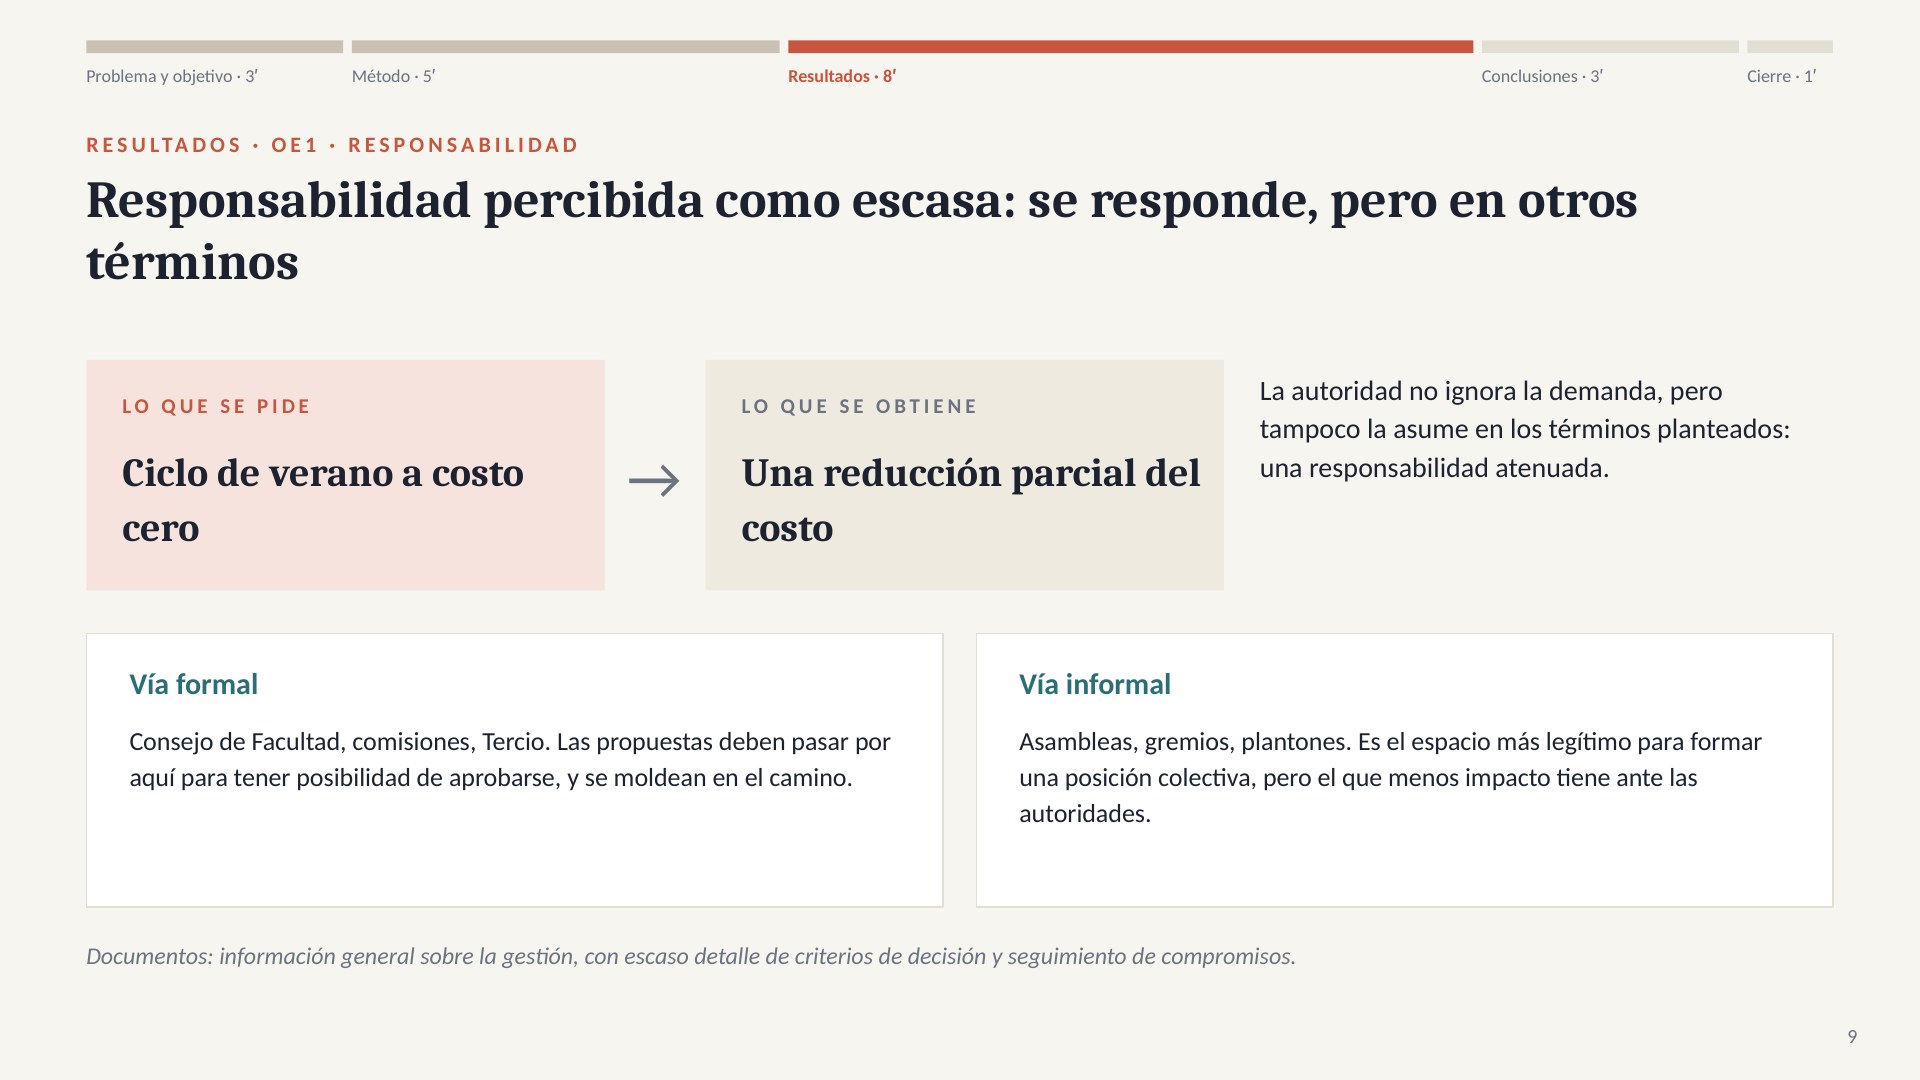 Problema y objetivo · 3′
Método · 5′
Resultados · 8′
Conclusiones · 3′
Cierre · 1′
RESULTADOS · OE1 · RESPONSABILIDAD
Responsabilidad percibida como escasa: se responde, pero en otros
términos
LO QUE SE PIDE
Ciclo de verano a costo
cero
→
LO QUE SE OBTIENE
Una reducción parcial del
costo
La autoridad no ignora la demanda, pero
tampoco la asume en los términos planteados:
una responsabilidad atenuada.
Vía formal
Consejo de Facultad, comisiones, Tercio. Las propuestas deben pasar por
aquí para tener posibilidad de aprobarse, y se moldean en el camino.
Vía informal
Asambleas, gremios, plantones. Es el espacio más legítimo para formar
una posición colectiva, pero el que menos impacto tiene ante las
autoridades.
Documentos: información general sobre la gestión, con escaso detalle de criterios de decisión y seguimiento de compromisos.
9